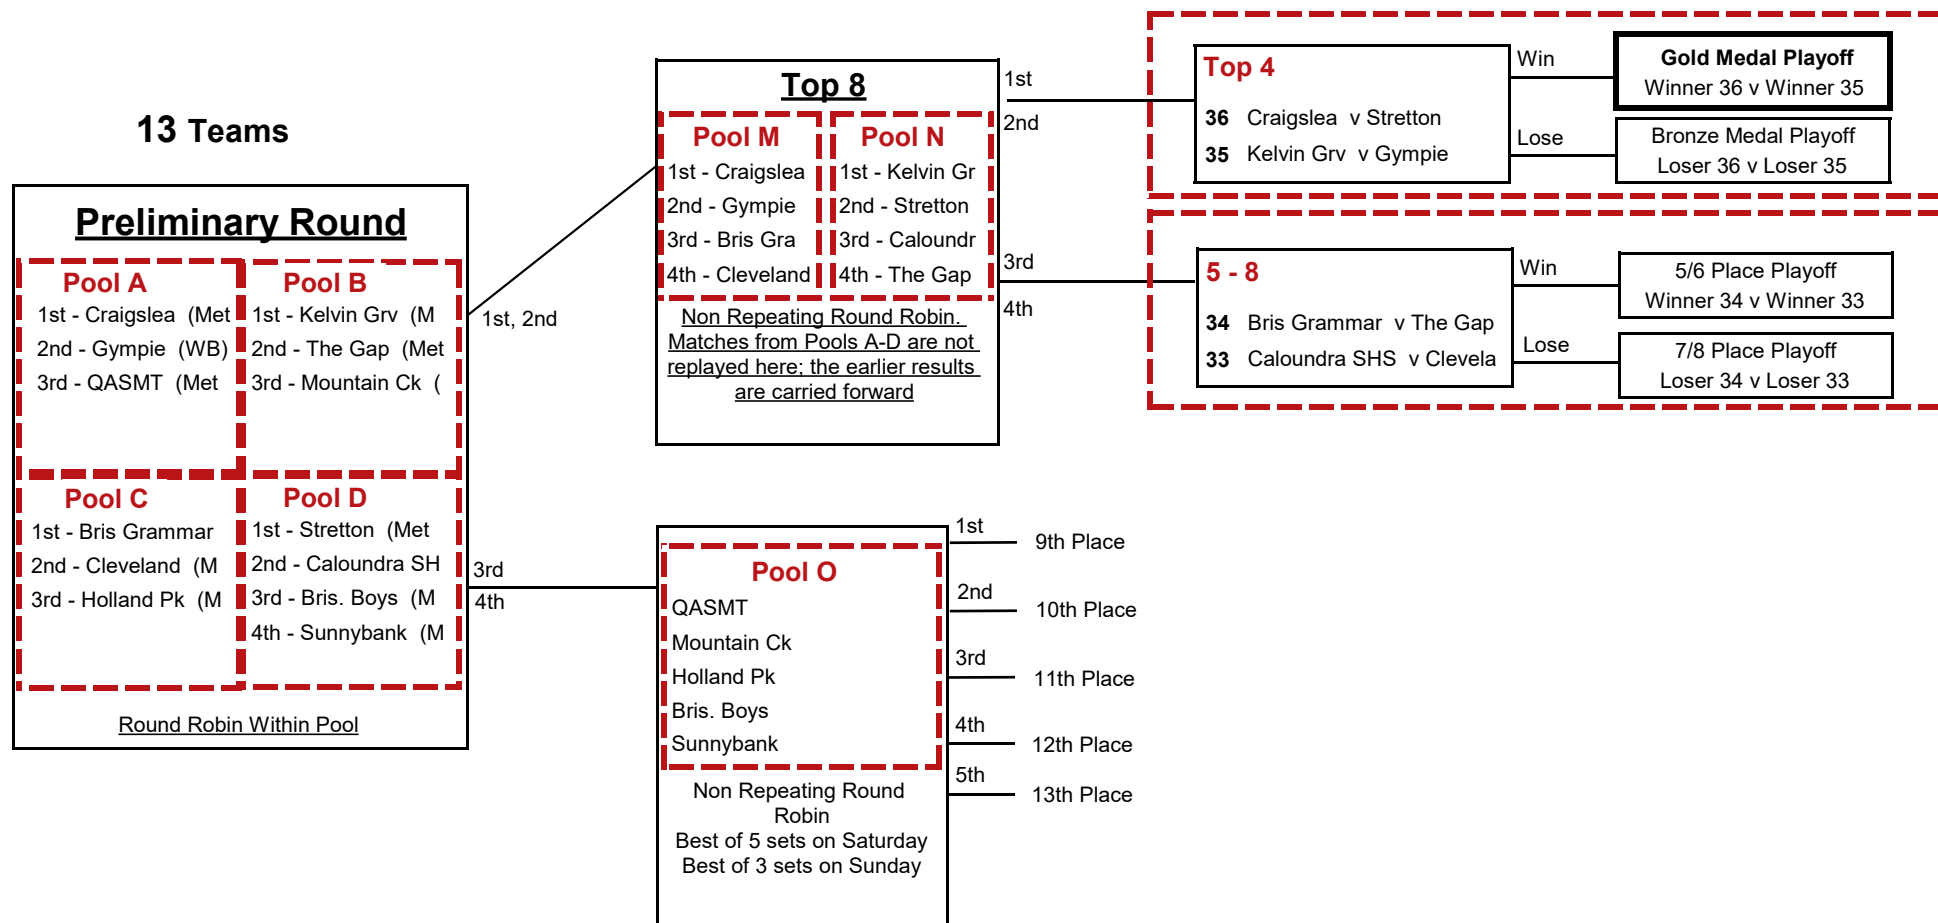 13 Teams
Preliminary Round
Pool A
1st - Craigslea (Met
2nd - Gympie (WB)
3rd - QASMT (Met
Pool B
1st - Kelvin Grv (M
2nd - The Gap (Met
3rd - Mountain Ck (
Pool C
1st - Bris Grammar
2nd - Cleveland (M
3rd - Holland Pk (M
Pool D
1st - Stretton (Met
2nd - Caloundra SH
3rd - Bris. Boys (M
4th - Sunnybank (M
Round Robin Within Pool
1st, 2nd
3rd
4th
Top 8
Pool M
1st - Craigslea
2nd - Gympie
3rd - Bris Gra
4th - Cleveland
Pool N
1st - Kelvin Gr
2nd - Stretton
3rd - Caloundr
4th - The Gap
Non Repeating Round Robin.
Matches from Pools A-D are not
replayed here; the earlier results
are carried forward
1st
2nd
3rd
4th
Top 4
36 Craigslea v Stretton
35 Kelvin Grv v Gympie
Win
Lose
Gold Medal Playoff
Winner 36 v Winner 35
Bronze Medal Playoff
Loser 36 v Loser 35
5 - 8
34 Bris Grammar v The Gap
33 Caloundra SHS v Clevela
Win
Lose
5/6 Place Playoff
Winner 34 v Winner 33
7/8 Place Playoff
Loser 34 v Loser 33
Pool O
QASMT
Mountain Ck
Holland Pk
Bris. Boys
Sunnybank
Non Repeating Round
Robin
Best of 5 sets on Saturday
Best of 3 sets on Sunday
1st
9th Place
2nd
10th Place
3rd
11th Place
4th
12th Place
5th
13th Place